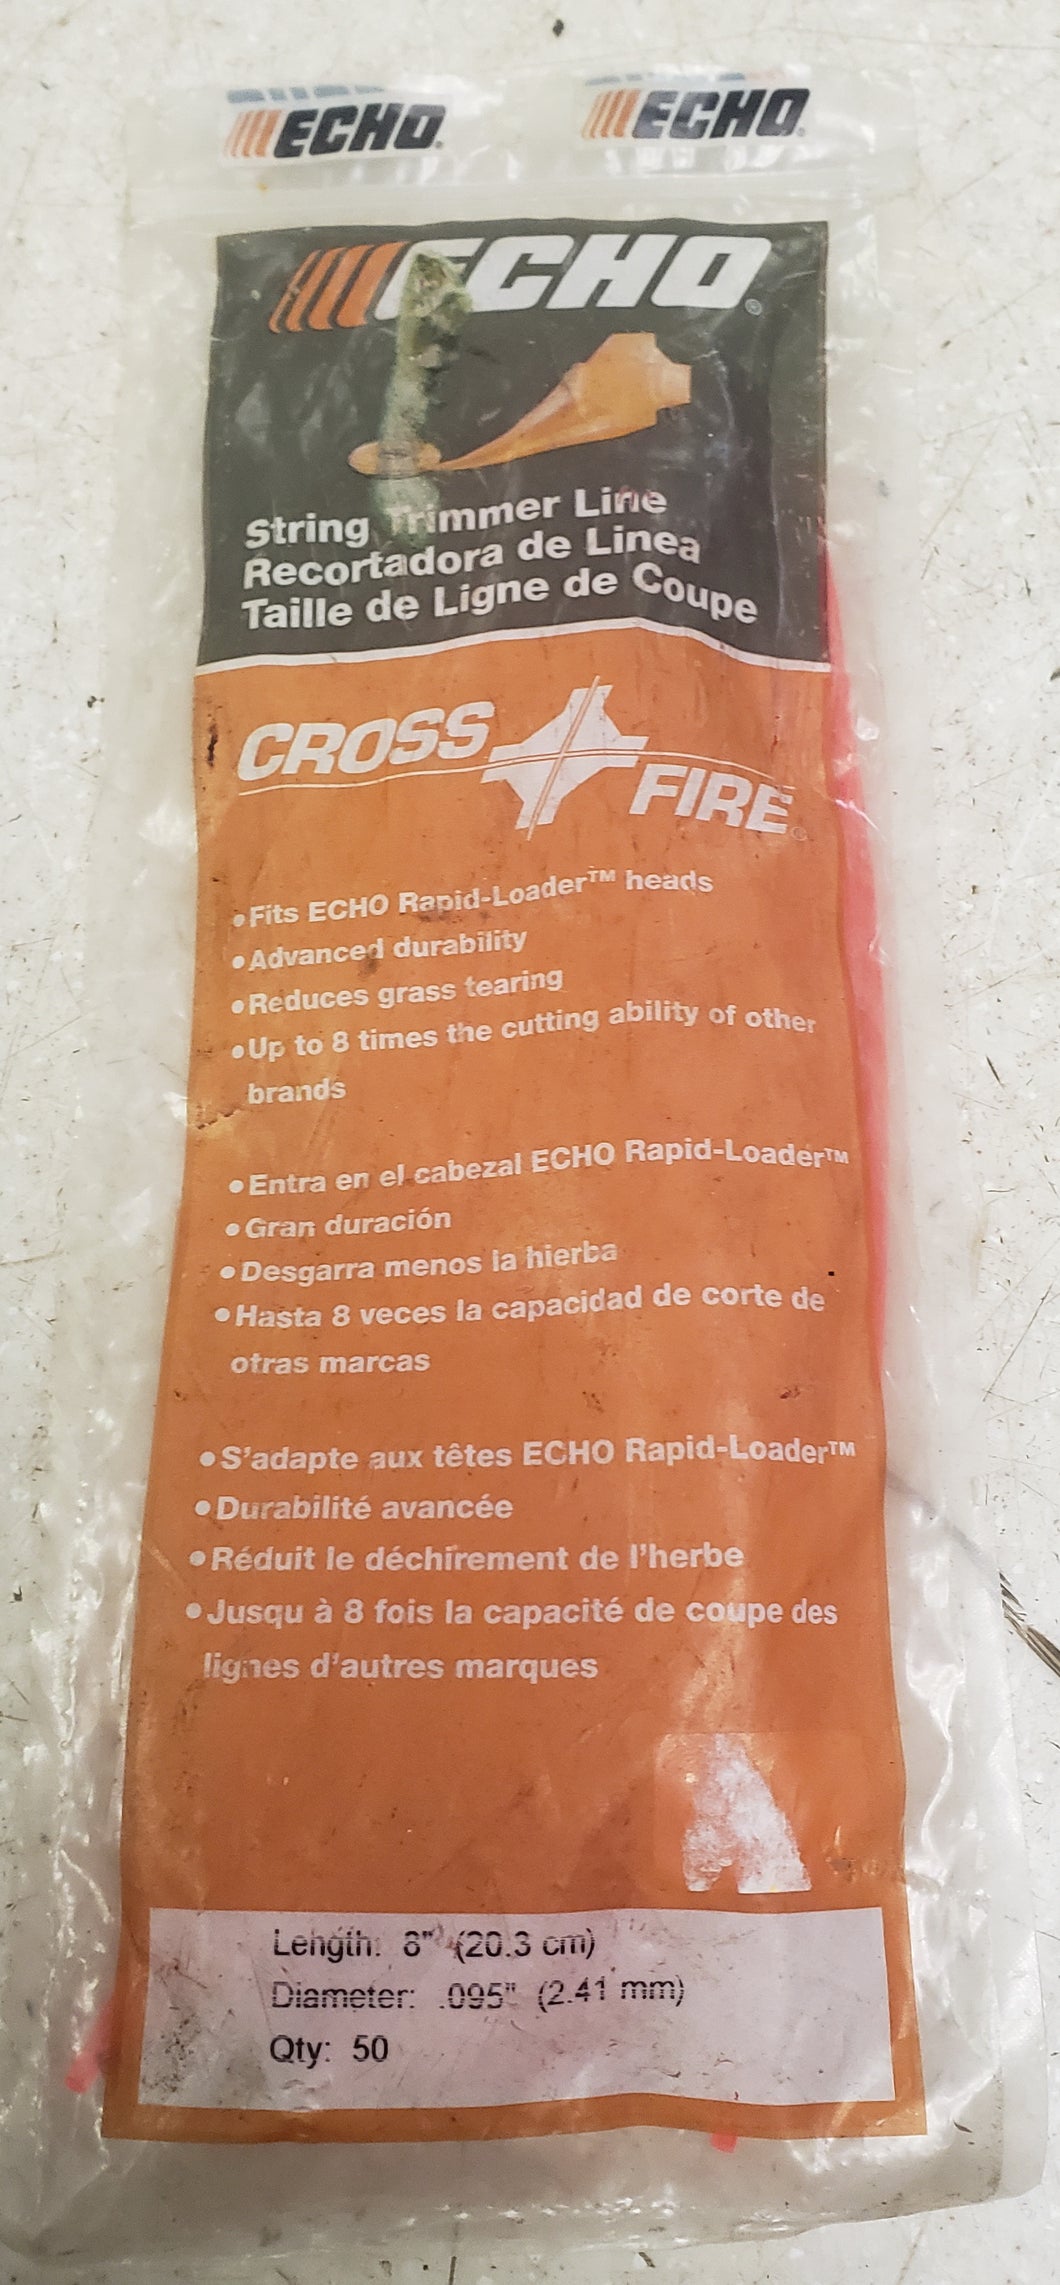 ECHO
ECHO
ECHO
String Trimmer Line
Recortadora de Linea
Taille de Ligne de Coupe
CROSS
FIRE
•Fits ECHO Rapid-Loader™ heads
•Advanced durability
•Reduces grass tearing
•Up to 8 times the cutting ability of other
brands
•Entra en el cabezal ECHO Rapid-Loader™
•Gran duración
•Desgarra menos la hierba
•Hasta 8 veces la capacidad de corte de
otras marcas
•S'adapte aux têtes ECHO Rapid-Loader™
•Durabilité avancée
•Réduit le déchirement de l'herbe
•Jusqu à 8 fois la capacité de coupe des
lignes d'autres marques
Length: 8" (20.3 cm)
Diameter: .095" (2.41 mm)
Qty: 50